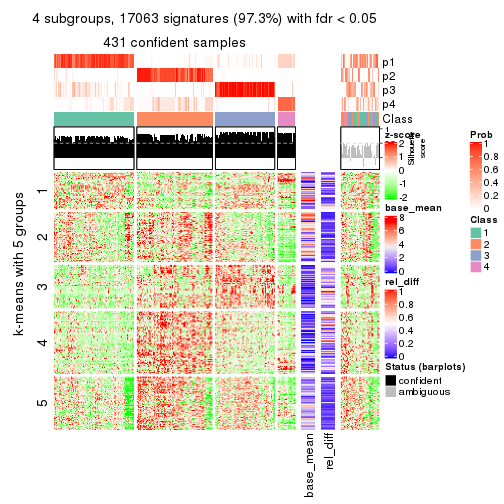 4 subgroups, 17063 signatures (97.3%) with fdr < 0.05
431 confident samples
p1
p2
p3
p4
Class
1
Silhouette
score
k-means with 5 groups
1
2
3
4
5
base_mean
rel_diff
z-score
2
1
0
-1
-2
base_mean
8
6
4
2
0
rel_diff
1
0.8
0.6
0.4
0.2
0
Status (barplots)
confident
ambiguous
Prob
1
0.8
0.6
0.4
0.2
0
Class
1
2
3
4